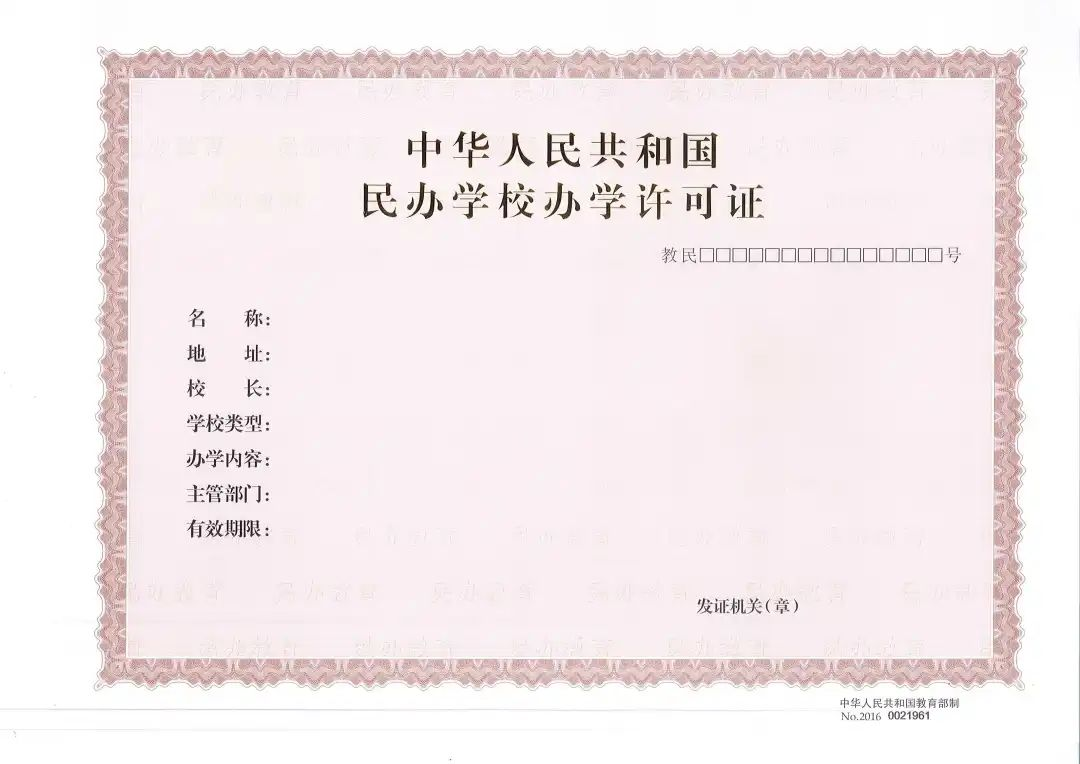 中华人民共和国
民办学校办学许可证
教民□□□□□□□□□□□□□□□号
名 称:
地 址:
校 长:
学校类型:
办学内容:
主管部门:
有效期限:
发证机关(章)
中华人民共和国教育部制
No.2016 0021961